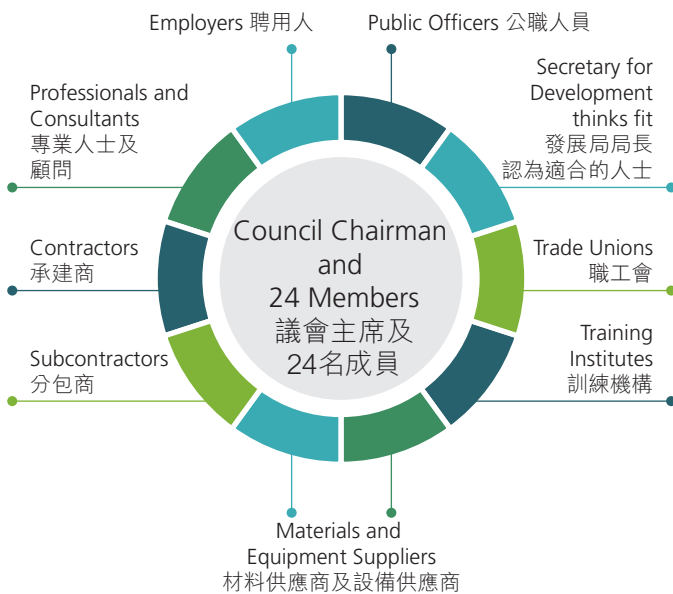 Employers 聘用人
Public Officers 公職人員
Secretary for
Development
thinks fit
發展局局長
認為適合的人士
Professionals and
Consultants
專業人士及
顧問
Council Chairman
and
24 Members
議會主席及
24名成員
Contractors
承建商
Trade Unions
職工會
Subcontractors
分包商
Training
Institutes
訓練機構
Materials and
Equipment Suppliers
材料供應商及設備供應商